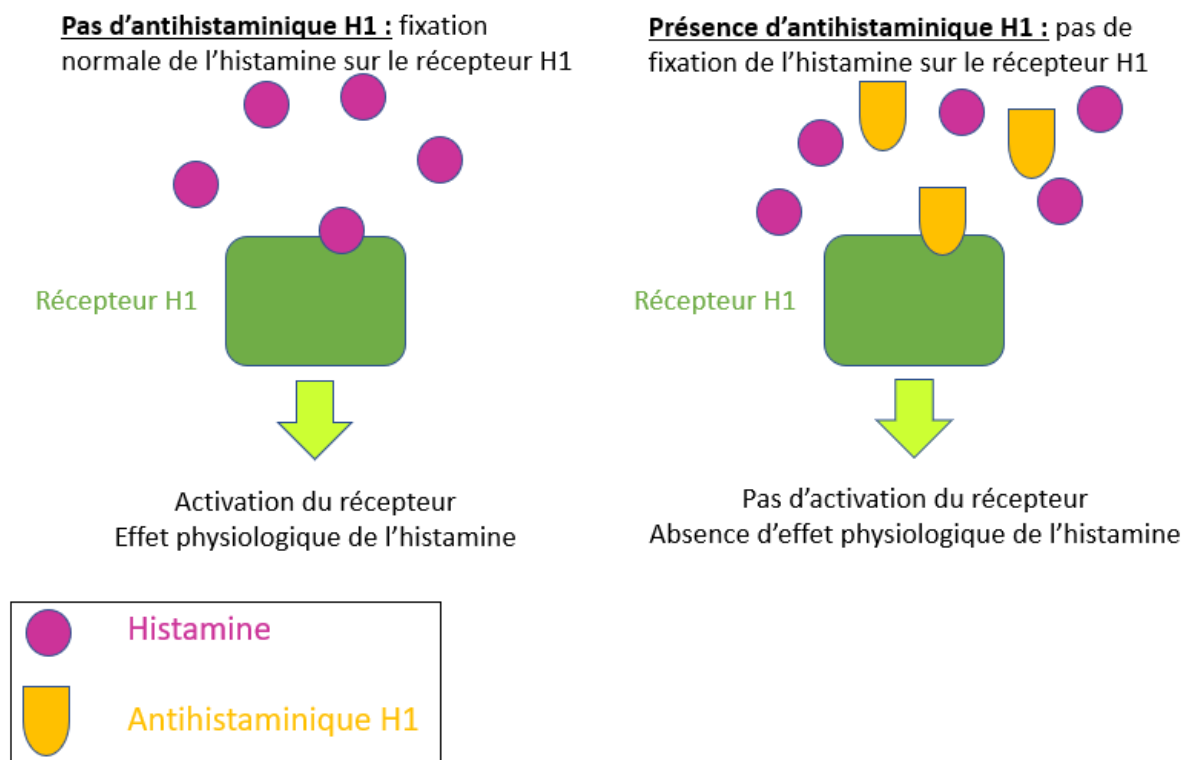 Pas d’antihistaminique H1 : fixation
normale de l’histamine sur le récepteur H1
Présence d’antihistaminique H1 : pas de
fixation de l’histamine sur le récepteur H1
Récepteur H1
Récepteur H1
Activation du récepteur
Effet physiologique de l’histamine
Pas d’activation du récepteur
Absence d’effet physiologique de l’histamine
Histamine
Antihistaminique H1